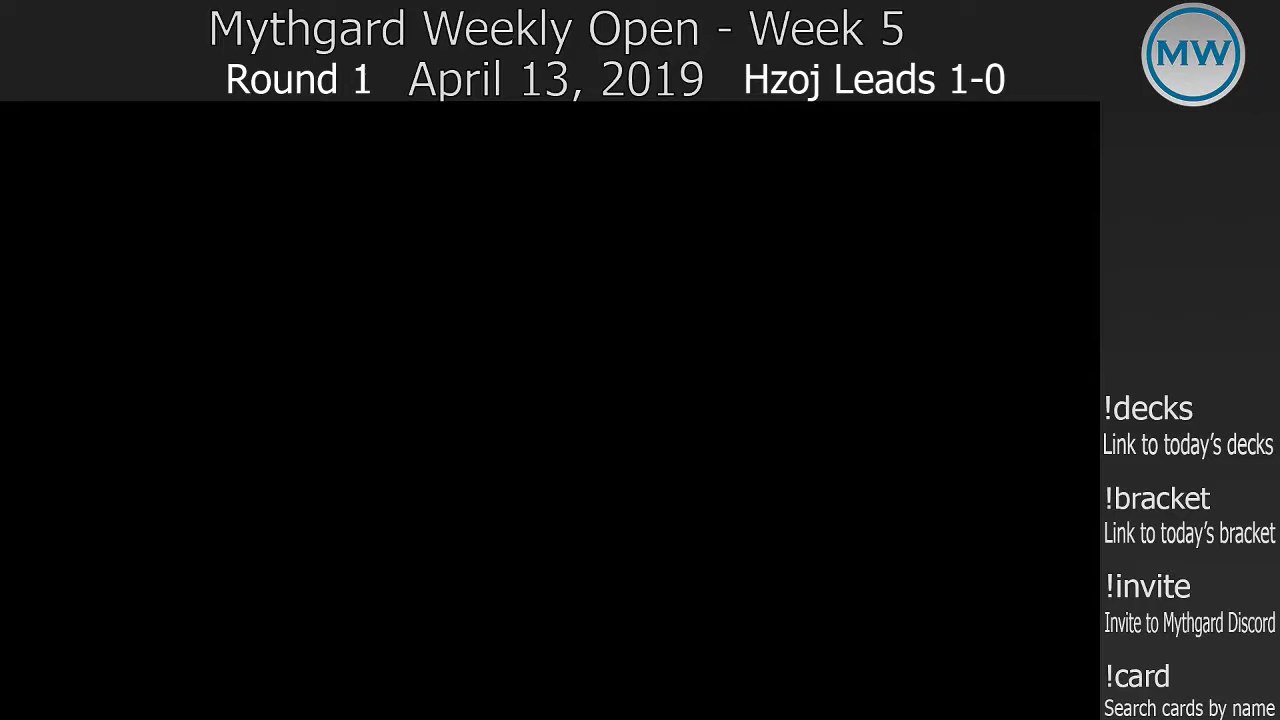 Mythgard Weekly Open - Week 5
Round 1 April 13, 2019 Hzoj Leads 1-0
MW
!decks
Link to today's decks
!bracket
Link to today's bracket
!invite
Invite to Mythgard Discord
!card
Search cards by name